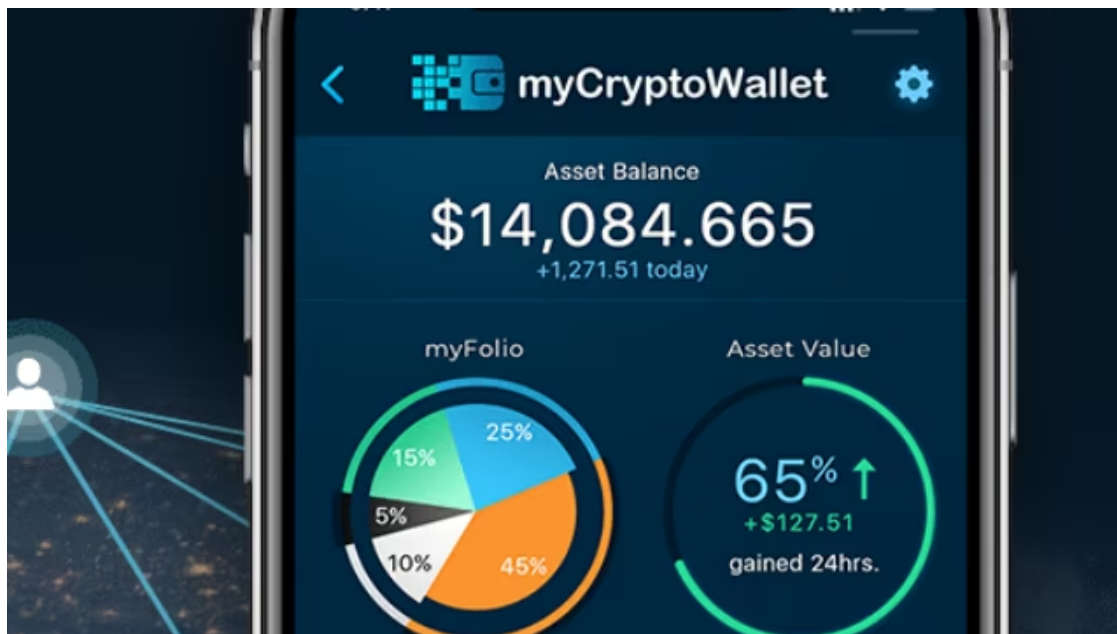 myCryptoWallet
Asset Balance
$14,084.665
+1,271.51 today
myFolio
Asset Value
25%
15%
5%
10%
45%
65% ↑
+$127.51
gained 24hrs.